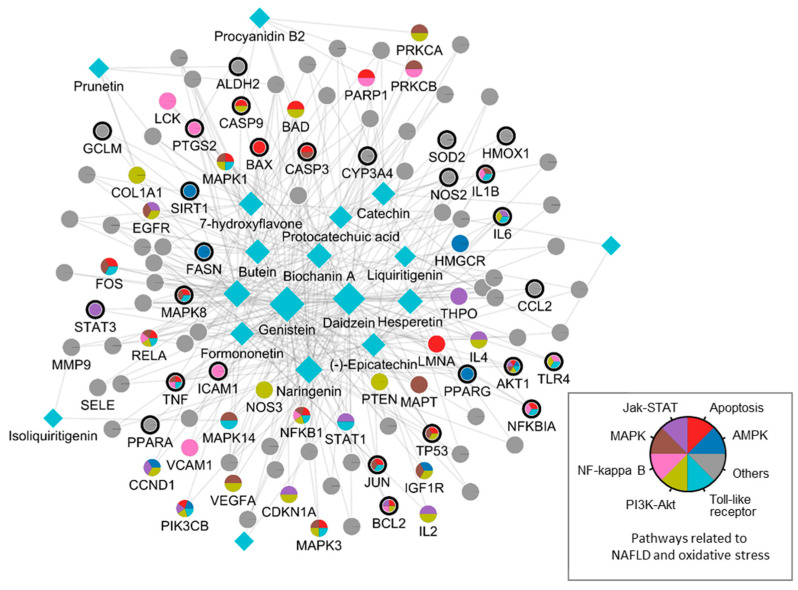 Procyanidin B2
PRKCA
Prunetin
ALDH2
PARP1
PRKCB
LCK
CASP9
BAD
PTGS2
GCLM
BAX
CASP3
CYP3A4
SOD2
HMOX1
MAPK1
COL1A1
NOS2
IL1B
SIRT1
EGFR
7-hydroxyflavone
Catechin
Protocatechuic acid
IL6
FASN
Butein
Biochanin A
Liquiritigenin
HMGCR
FOS
MAPK8
STAT3
Genistein
Daidzein
Hesperetin
THPO
CCL2
RELA
MMP9
Formononetin
(-)-Epicatechin
LMNA
IL4
TNF
ICAM1
Naringenin
PPARG
AKT1
TLR4
SELE
NOS3
PTEN
MAPT
NFKBIA
Isoliquiritigenin
PPARA
MAPK14
NFKB1
STAT1
TP53
VCAM1
CCND1
JUN
IGF1R
VEGFA
CDKN1A
PIK3CB
BCL2
IL2
MAPK3
Jak-STAT
Apoptosis
MAPK
AMPK
NF-kappa B
Others
PI3K-Akt
Toll-like
receptor
Pathways related to
NAFLD and oxidative stress